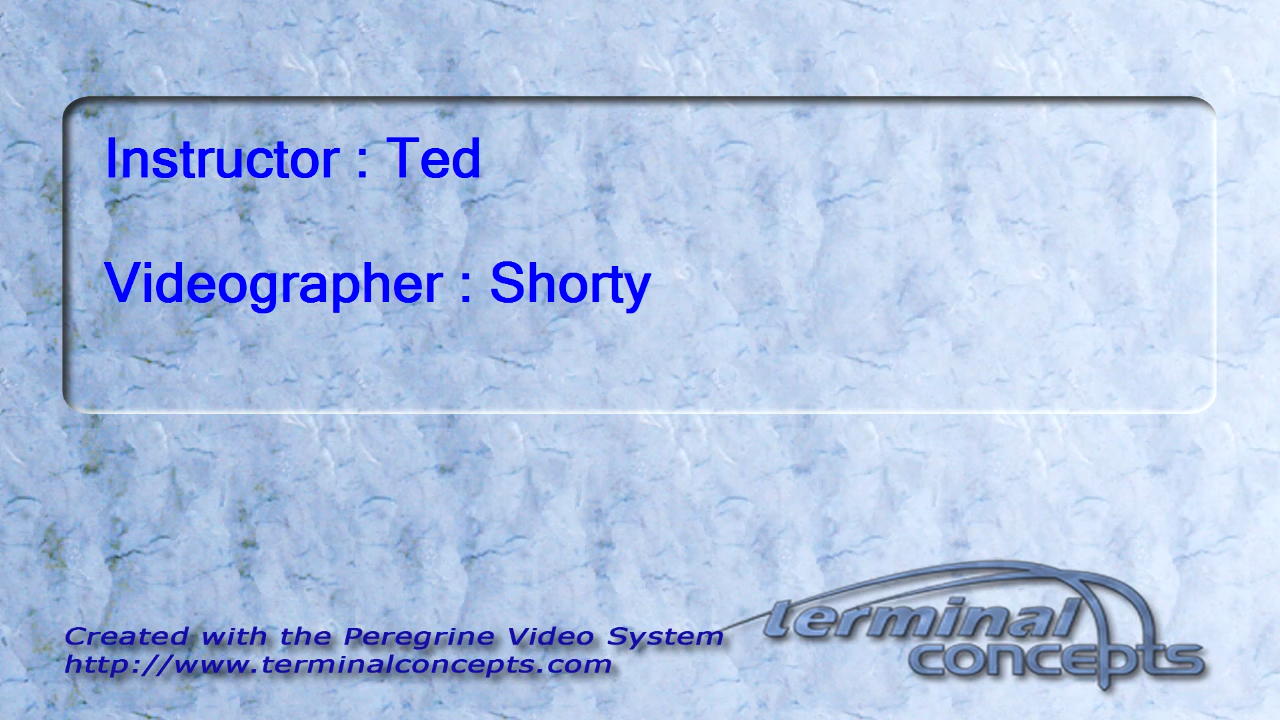 Instructor : Ted
Videographer : Shorty
Created with the Peregrine Video System
http://www.terminalconcepts.com
terminal
concepts